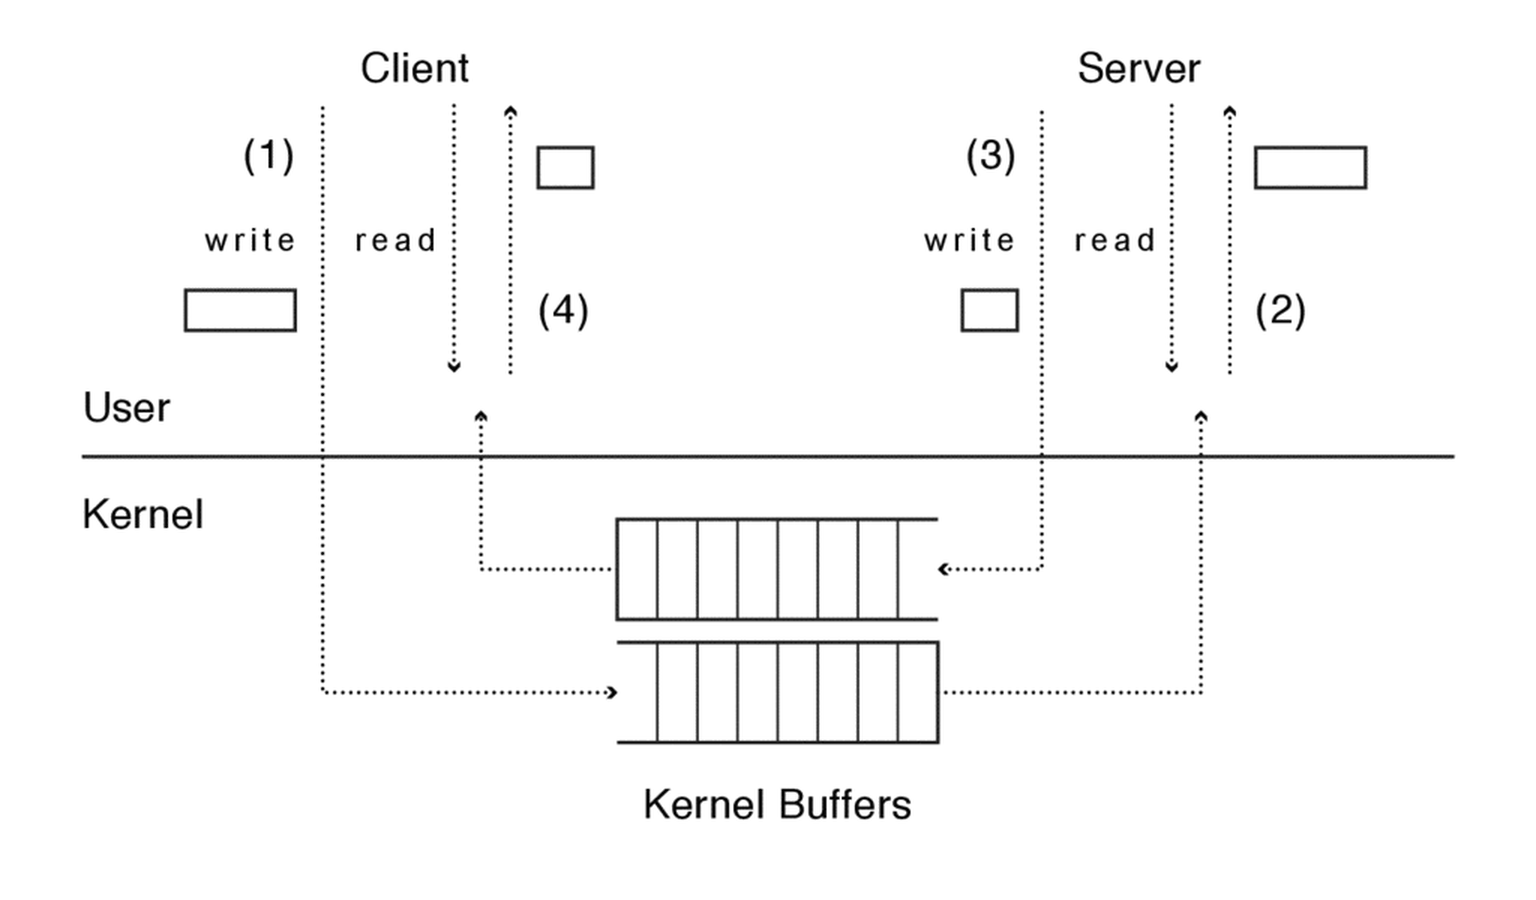 Client
Server
(1)
(3)
write
read
write
read
(4)
(2)
User
Kernel
Kernel Buffers